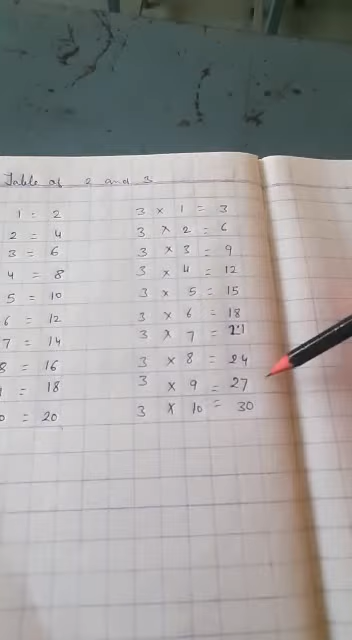 Table of 2 and 3
1 = 2 3 × 1 = 3
2 = 4 3 × 2 = 6
3 = 6 3 × 3 = 9
4 = 8 3 × 4 = 12
5 = 10 3 × 5 = 15
6 = 12 3 × 6 = 18
7 = 14 3 × 7 = 21
8 = 16 3 × 8 = 24
= 18 3 × 9 = 27
0 = 20 3 × 10 = 30